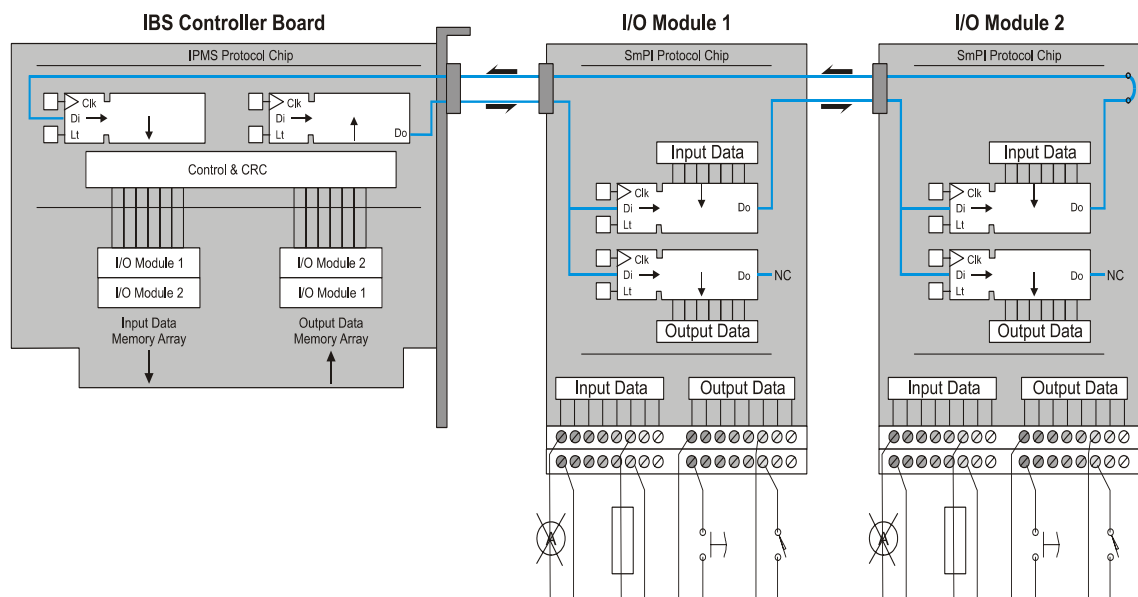 IBS Controller Board
IPMS Protocol Chip
Clk
Di
Lt
Clk
Di
Lt
Do
Control & CRC
I/O Module 1
I/O Module 2
I/O Module 2
I/O Module 1
Input Data
Memory Array
Output Data
Memory Array
I/O Module 1
SmPI Protocol Chip
Input Data
Clk
Di
Lt
Do
Clk
Di
Lt
Do
NC
Output Data
Input Data
Output Data
A
I/O Module 2
SmPI Protocol Chip
Input Data
Clk
Di
Lt
Do
Clk
Di
Lt
Do
NC
Output Data
Input Data
Output Data
A